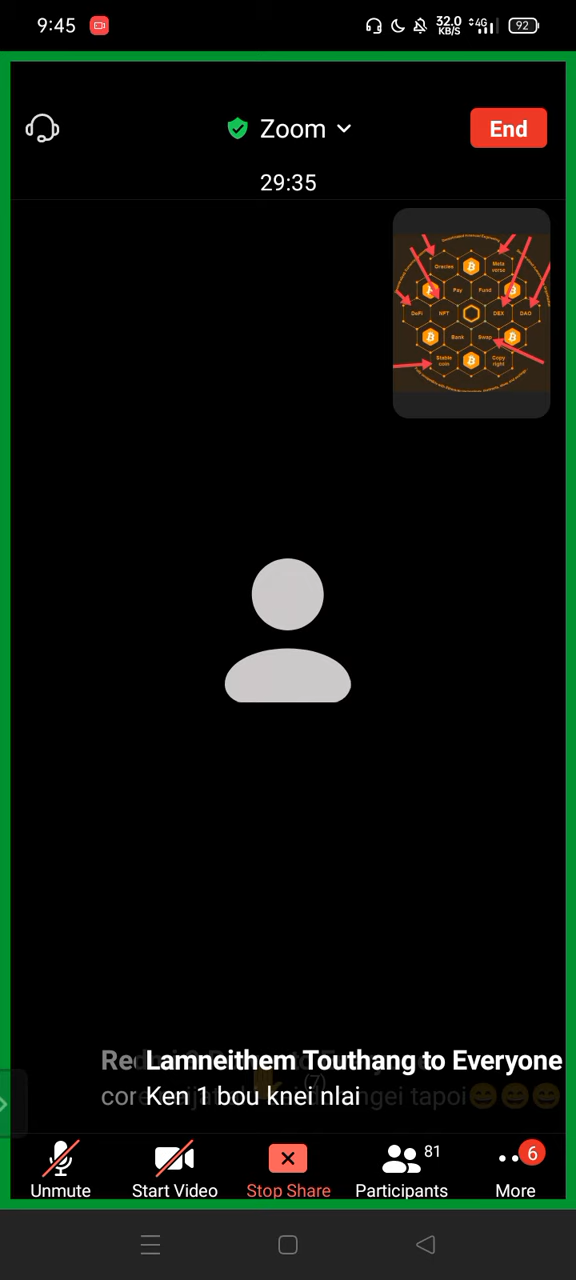 9:45
32.0
KB/S
4G
92
Zoom
End
29:35
Oracles
Meta
verse
Pay
Fund
DeFi
NFT
DEX
DAO
Bank
Swap
Stable
coin
Copy
right
Lamneithem Touthang to Everyone
Ken 1 bou knei nlai
Unmute
Start Video
Stop Share
81
Participants
6
More